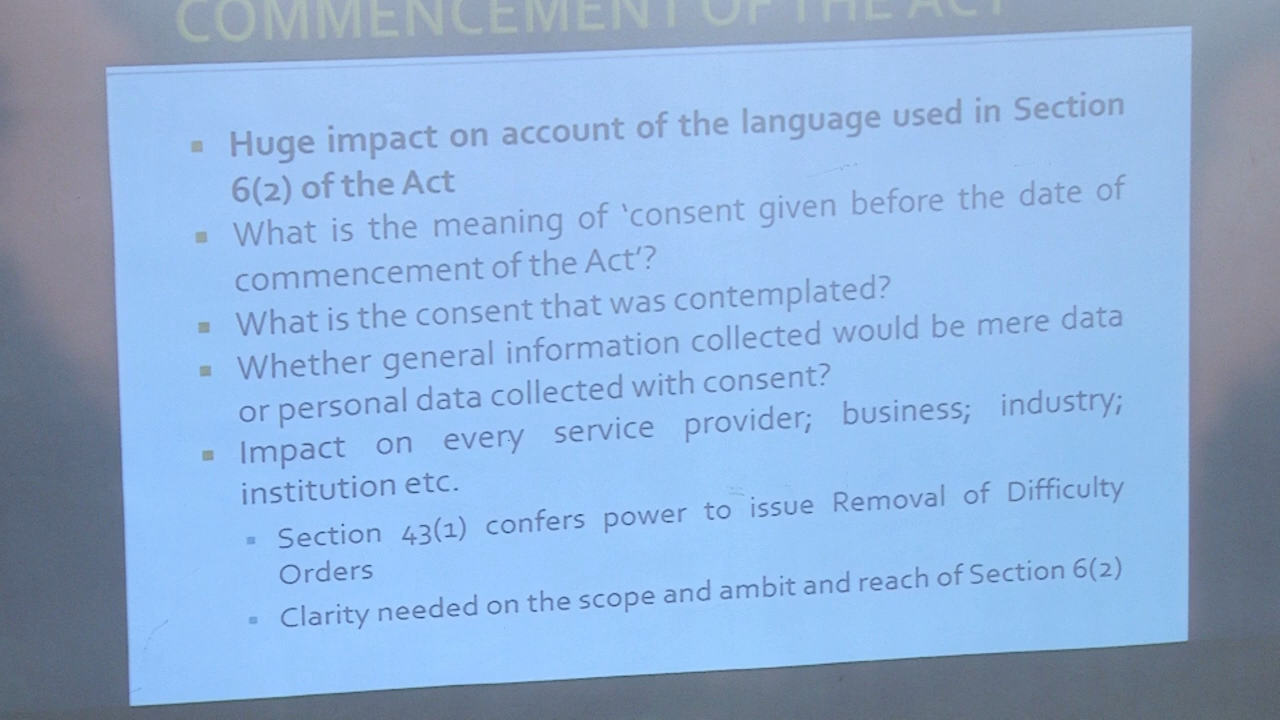 COMMENCEMENT OF THE ACT
▪ Huge impact on account of the language used in Section
6(2) of the Act
▪ What is the meaning of ‘consent given before the date of
commencement of the Act’?
▪ What is the consent that was contemplated?
▪ Whether general information collected would be mere data
or personal data collected with consent?
▪ Impact on every service provider; business; industry;
institution etc.
▪ Section 43(1) confers power to issue Removal of Difficulty
Orders
▪ Clarity needed on the scope and ambit and reach of Section 6(2)